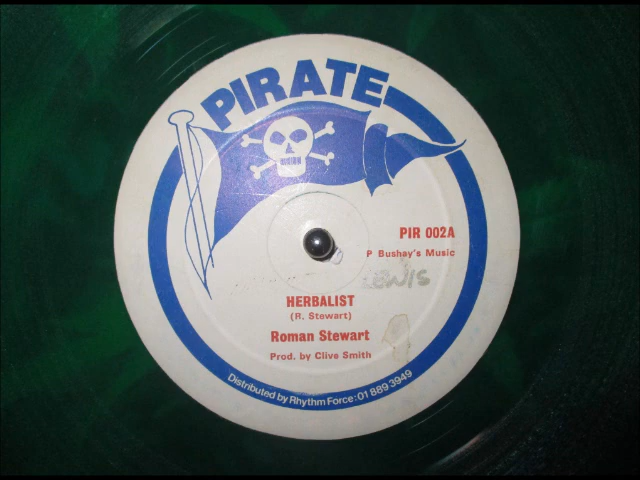 PIRATE
PIR 002A
P Bushay's Music
LEWIS
HERBALIST
(R. Stewart)
Roman Stewart
Prod. by Clive Smith
Distributed by Rhythm Force: 01 889 3949